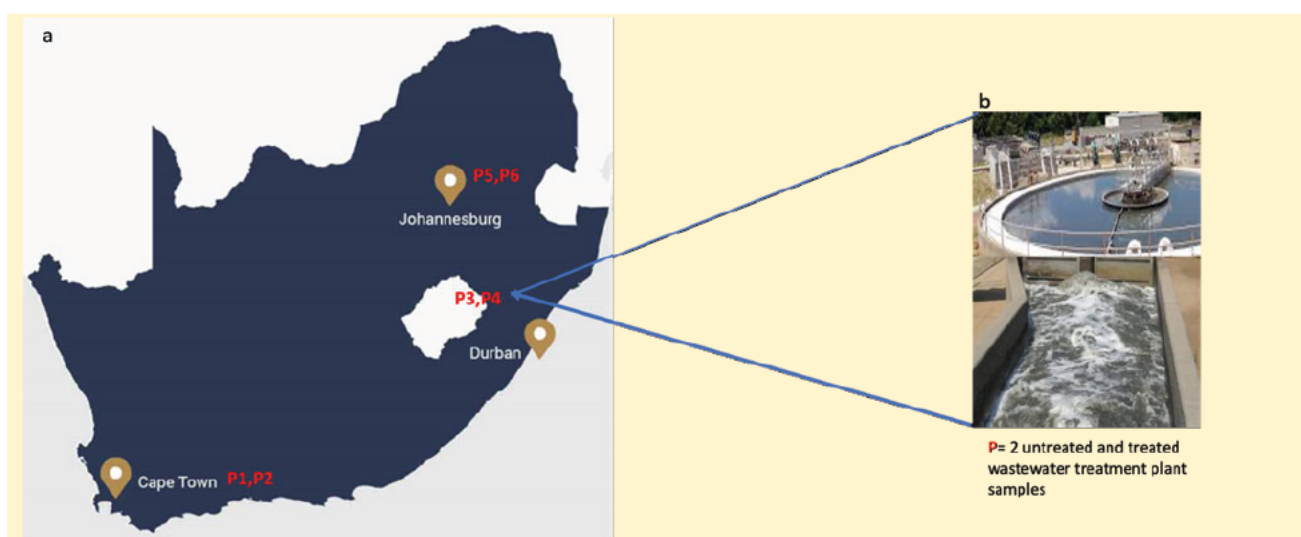 a
P5,P6
Johannesburg
P3,P4
Durban
Cape Town P1,P2
b
P= 2 untreated and treated
wastewater treatment plant
samples